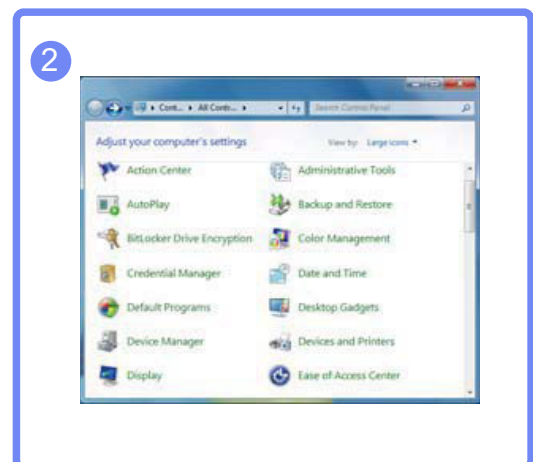 2
Cont... ▸ All Contr... ▸ Search Control Panel
Adjust your computer's settings View by: Large icons
Action Center Administrative Tools
AutoPlay Backup and Restore
BitLocker Drive Encryption Color Management
Credential Manager Date and Time
Default Programs Desktop Gadgets
Device Manager Devices and Printers
Display Ease of Access Center